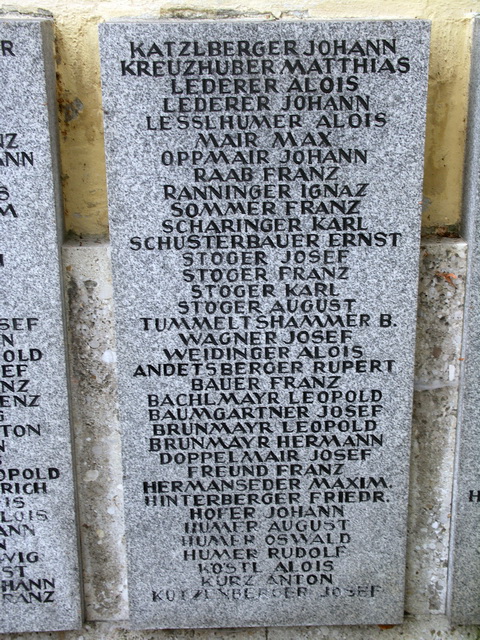 KATZLBERGER JOHANN
KREUZHUBER MATTHIAS
LEDERER ALOIS
LEDERER JOHANN
LESSLHUMER ALOIS
MAIR MAX
OPPMAIR JOHANN
RAAB FRANZ
RANNINGER IGNAZ
SOMMER FRANZ
SCHARINGER KARL
SCHUSTERBAUER ERNST
STÖGER JOSEF
STÖGER FRANZ
STÖGER KARL
STÖGER AUGUST
TUMMELTSHAMMER B.
WAGNER JOSEF
WEIDINGER ALOIS
ANDETSBERGER RUPERT
BAUER FRANZ
BACHLMAYR LEOPOLD
BAUMGARTNER JOSEF
BRUNMAYR LEOPOLD
BRUNMAYR HERMANN
DOPPELMAIR JOSEF
FREUND FRANZ
HERMANSEDER MAXIM.
HINTERBERGER FRIEDR.
HOFER JOHANN
HUMER AUGUST
HUMER OSWALD
HUMER RUDOLF
KÖSTL ALOIS
KURZ ANTON
KOTZENBERGER JOSEF